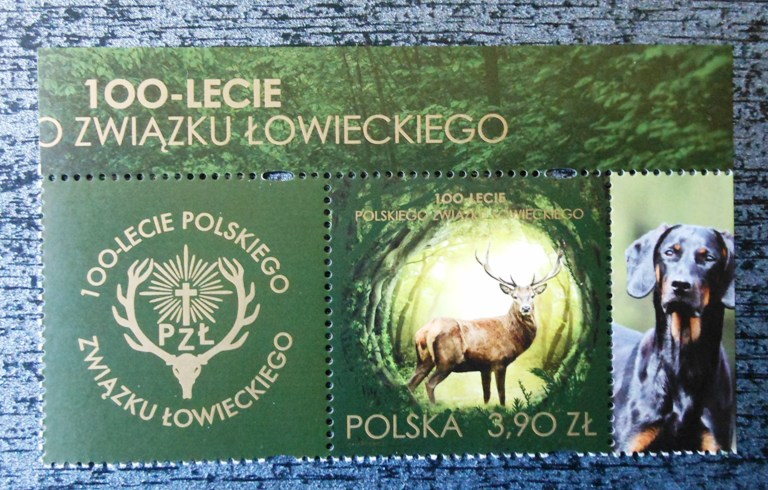 100-LECIE
O ZWIĄZKU ŁOWIECKIEGO
100-LECIE POLSKIEGO
PZŁ
ZWIĄZKU ŁOWIECKIEGO
100-LECIE
POLSKIEGO ZWIĄZKU ŁOWIECKIEGO
POLSKA 3,90 ZŁ